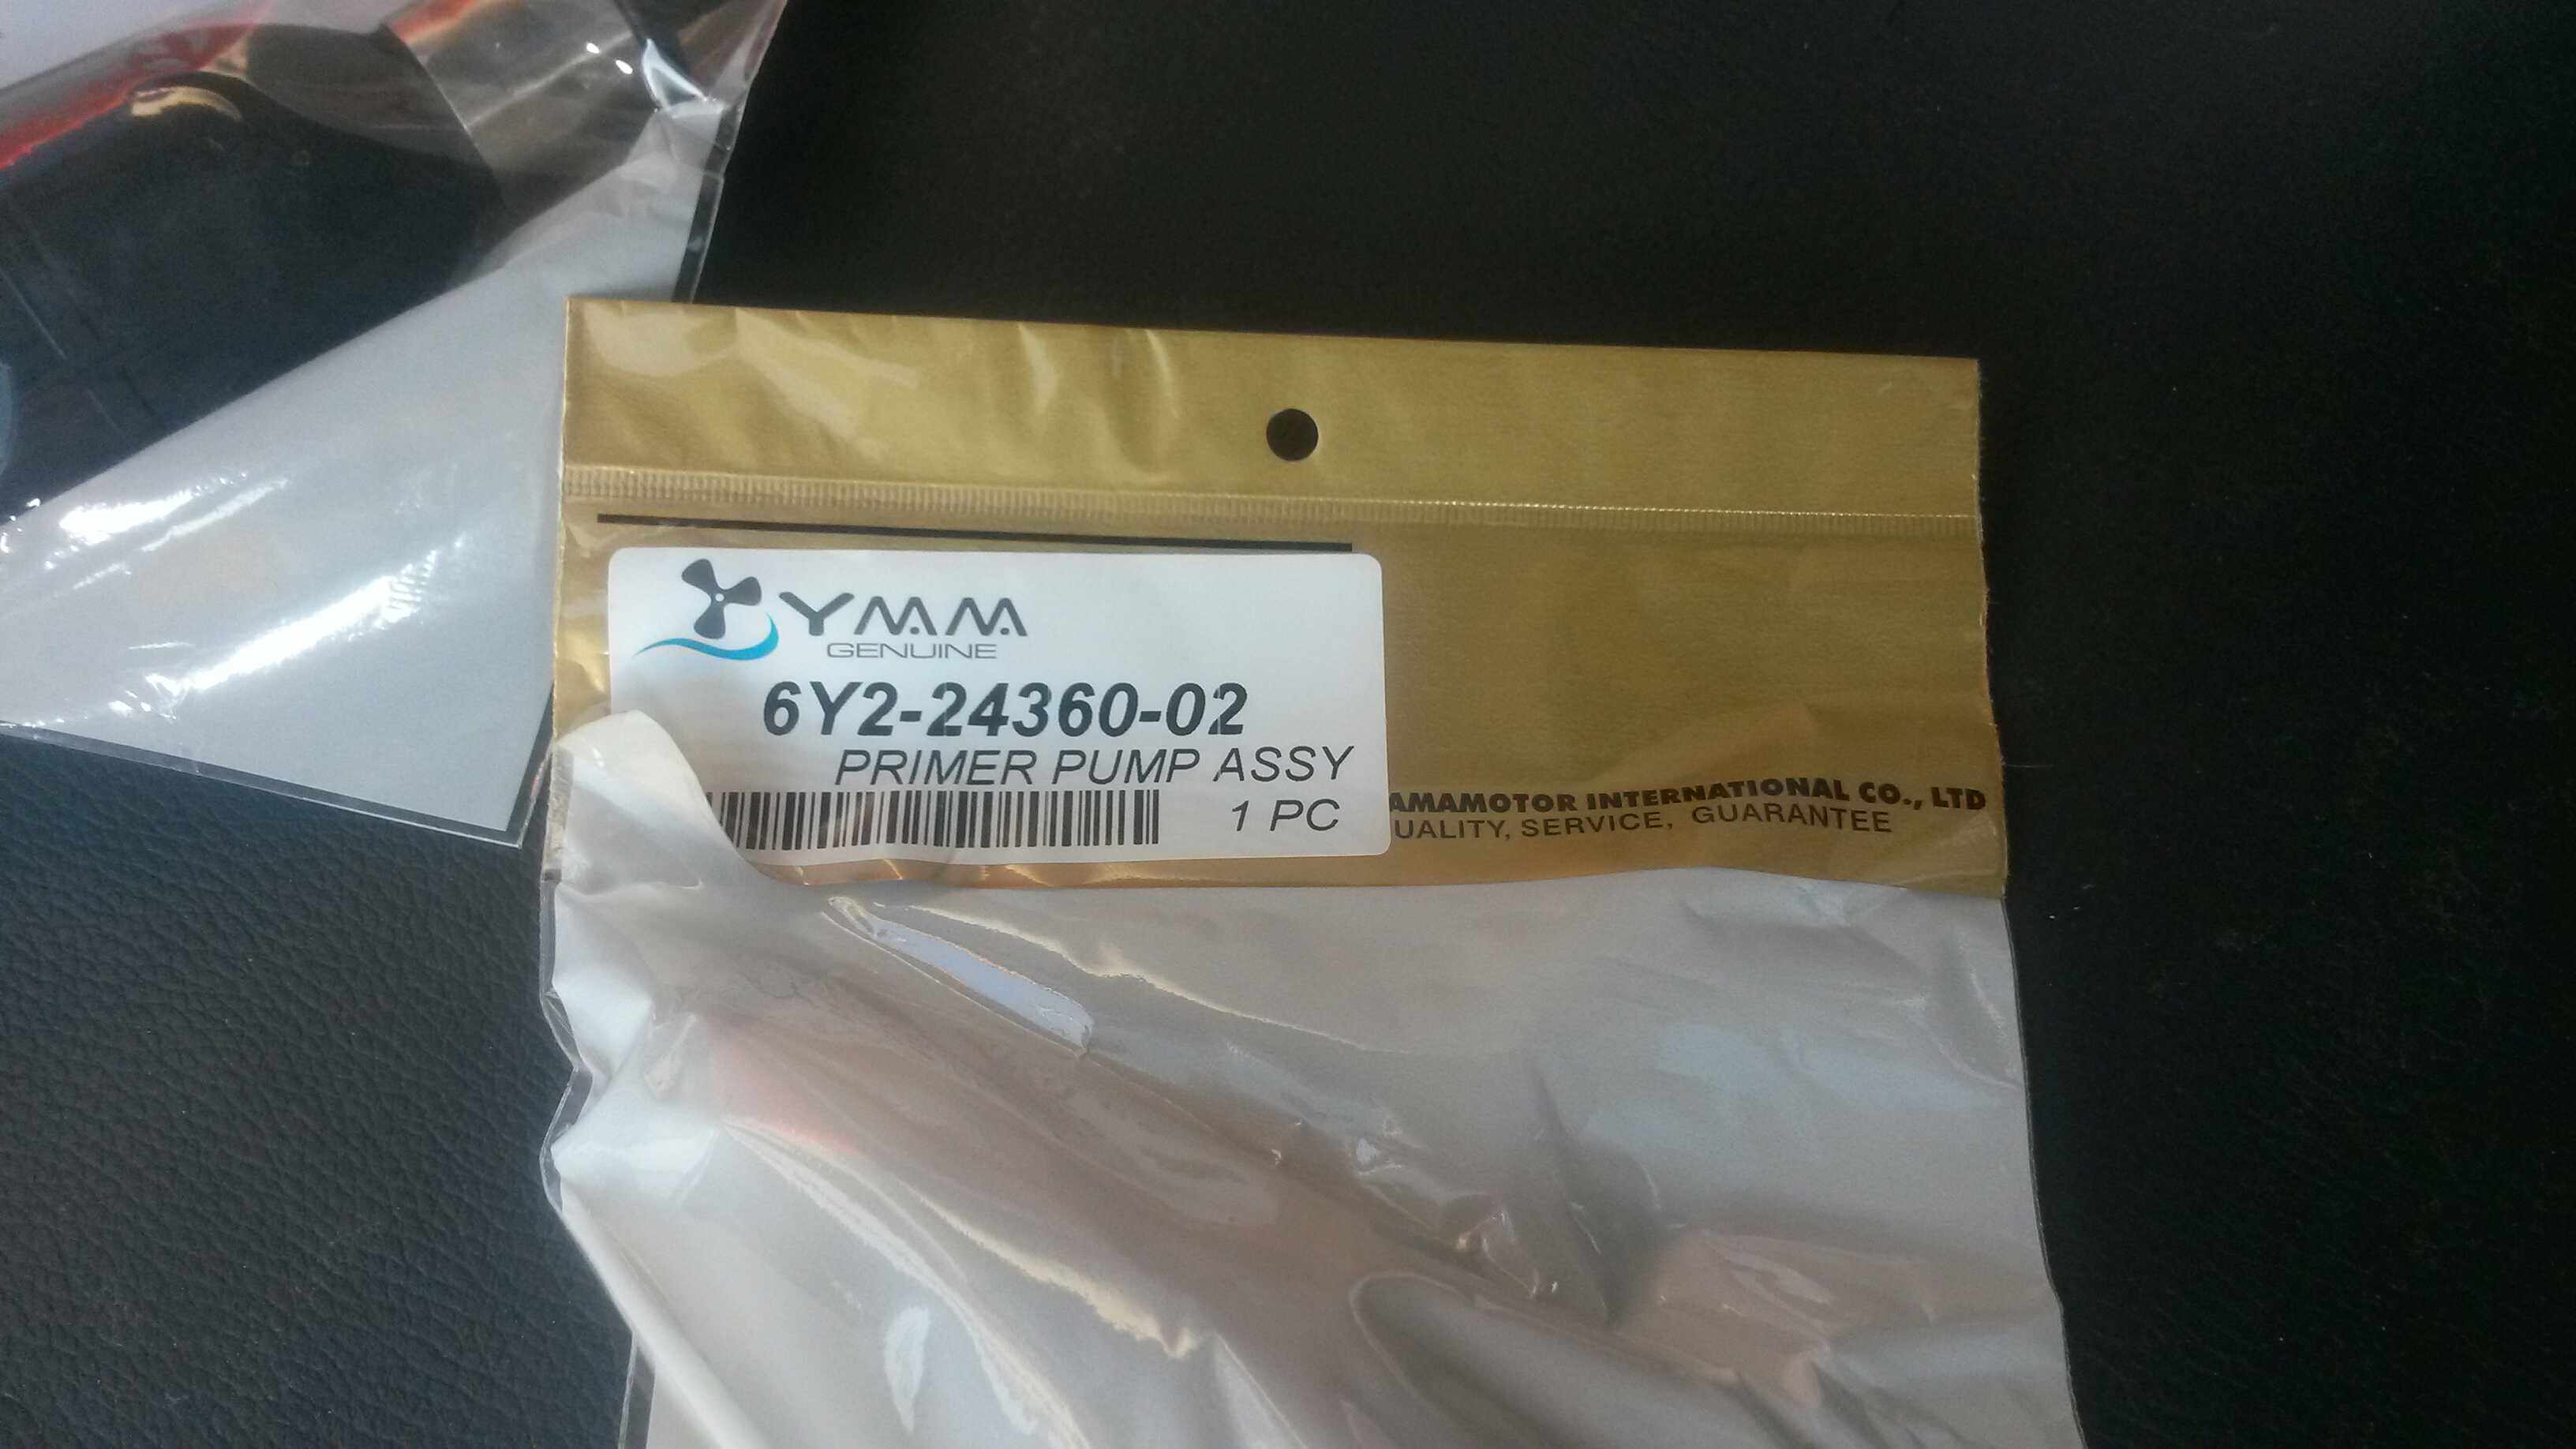 YMM
GENUINE
6Y2-24360-02
PRIMER PUMP ASSY
1 PC
AMAMOTOR INTERNATIONAL CO., LTD
UALITY, SERVICE, GUARANTEE